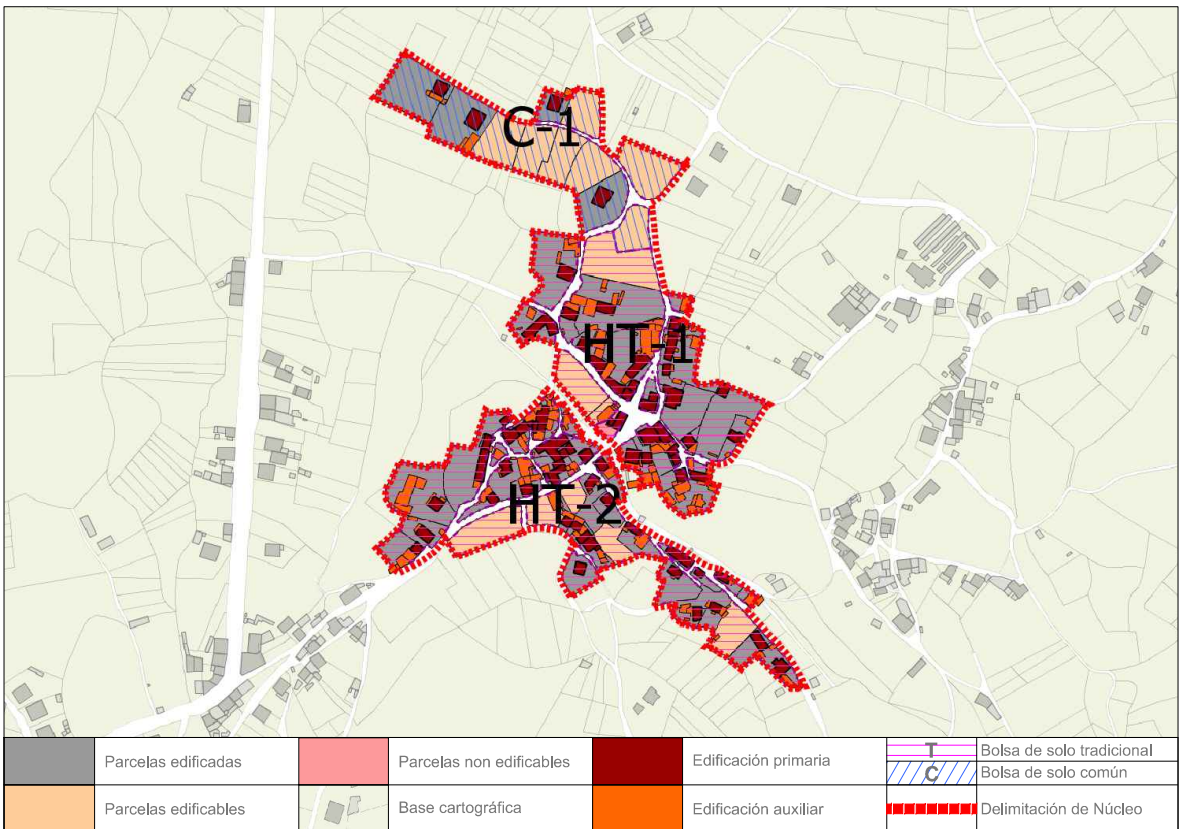 C-1
HT-1
HT-2
Parcelas edificadas
Parcelas non edificables
Edificación primaria
T
Bolsa de solo tradicional
C
Bolsa de solo común
Parcelas edificables
Base cartográfica
Edificación auxiliar
Delimitación de Núcleo